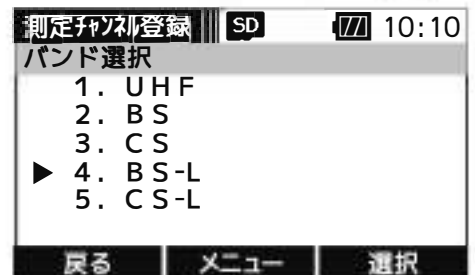 測定ﾁｬﾝﾈﾙ登録 SD 10:10
バンド選択
1. UHF
2. BS
3. CS
▶ 4. BS-L
5. CS-L
戻る メニュー 選択